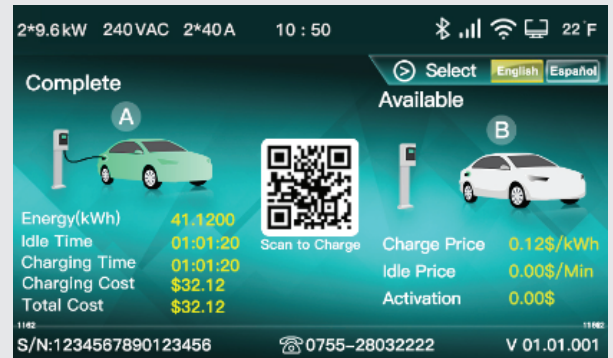 2*9.6kW 240VAC 2*40A 10:50 22°F
Select English Español
Complete
Available
A
B
Scan to Charge
Energy(kWh) 41.1200
Idle Time 01:01:20
Charging Time 01:01:20
Charging Cost $32.12
Total Cost $32.12
Charge Price 0.12$/kWh
Idle Price 0.00$/Min
Activation 0.00$
1162
11662
S/N:1234567890123456 0755-28032222 V 01.01.001